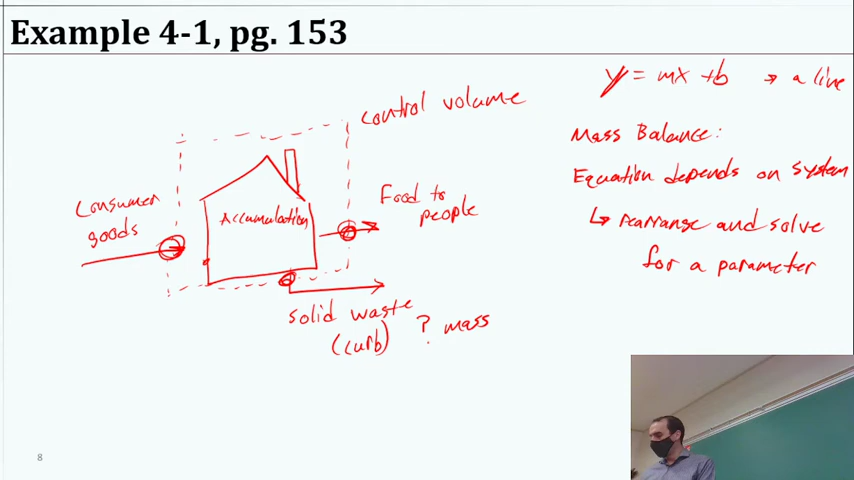 Example 4-1, pg. 153
y = mx + b → a line
control volume
Mass Balance:
Equation depends on system
↳ rearrange and solve
for a parameter
Consumer
goods
Accumulation
Food to
people
solid waste
(curb) ? mass
8